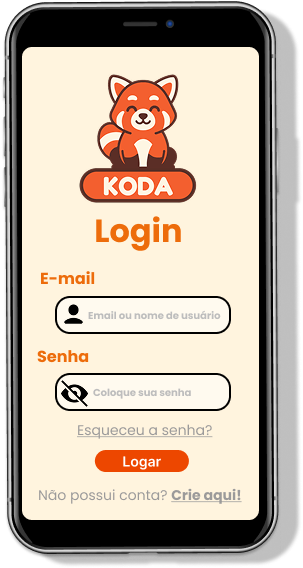 KODA
Login
E-mail
Email ou nome de usuário
Senha
Coloque sua senha
Esqueceu a senha?
Logar
Não possui conta? Crie aqui!